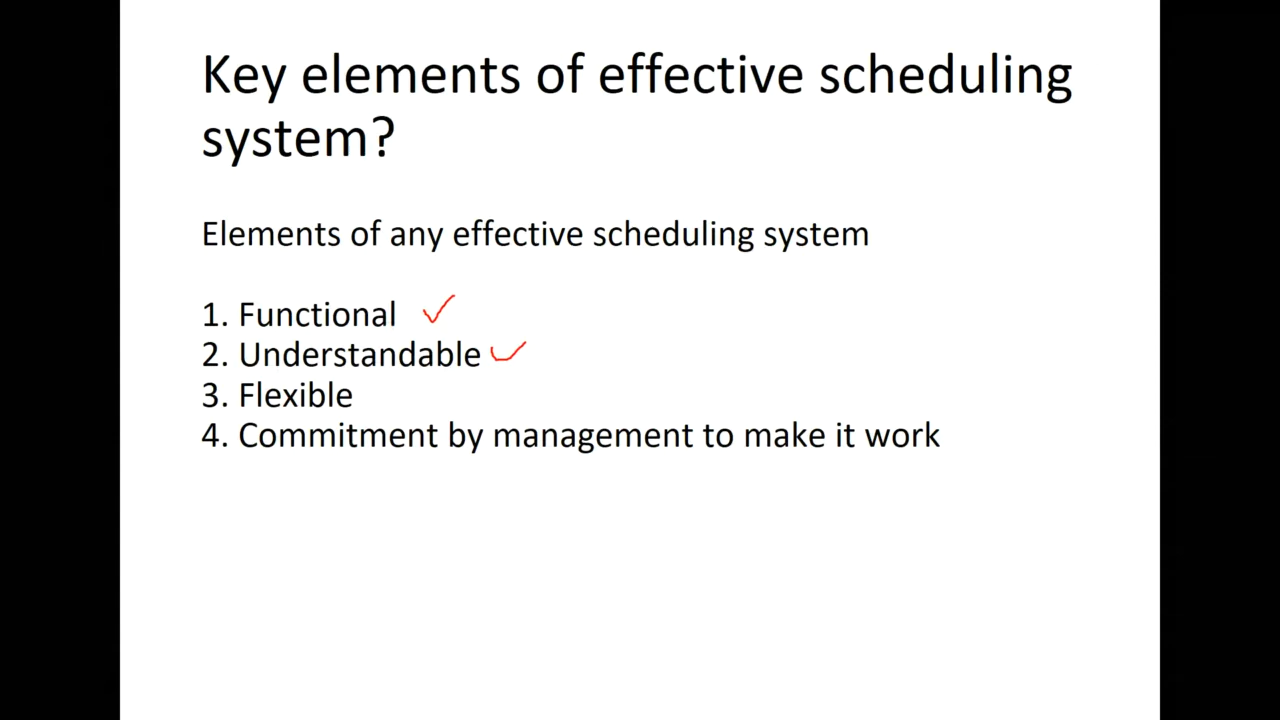 Key elements of effective scheduling
system?
Elements of any effective scheduling system
1. Functional
2. Understandable
3. Flexible
4. Commitment by management to make it work